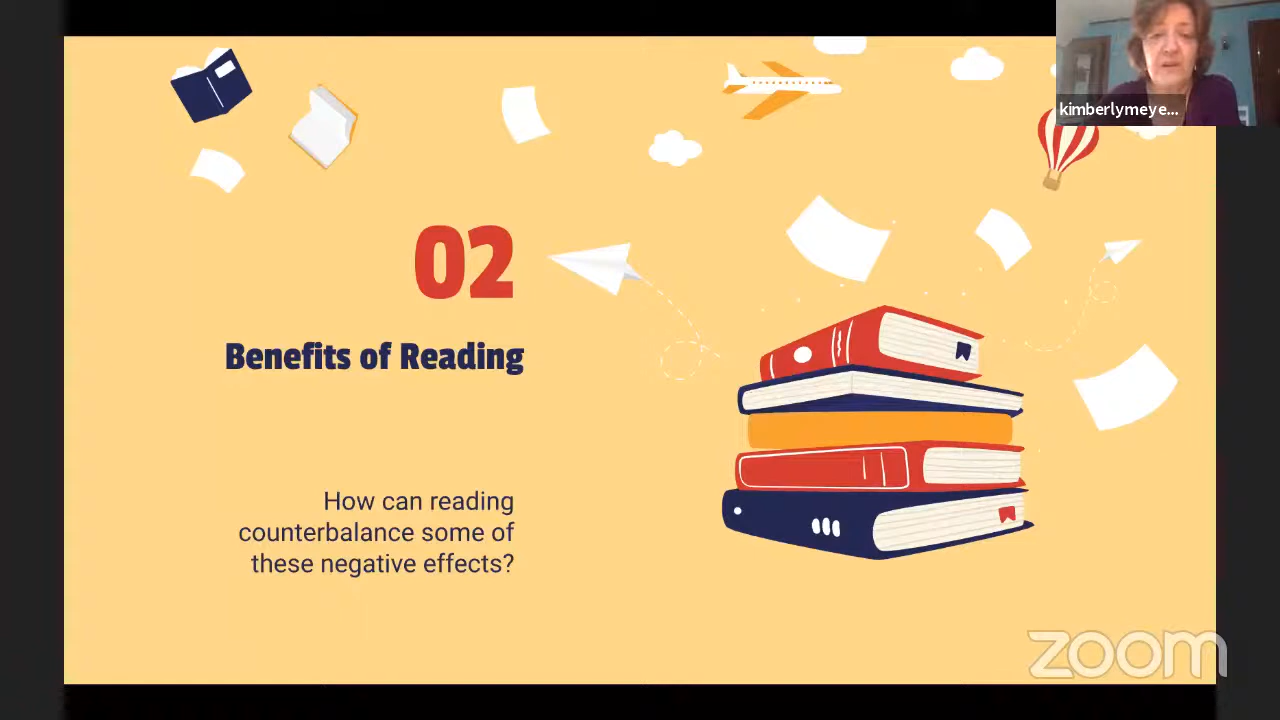 kimberlymeye...
02
Benefits of Reading
How can reading
counterbalance some of
these negative effects?
zoom